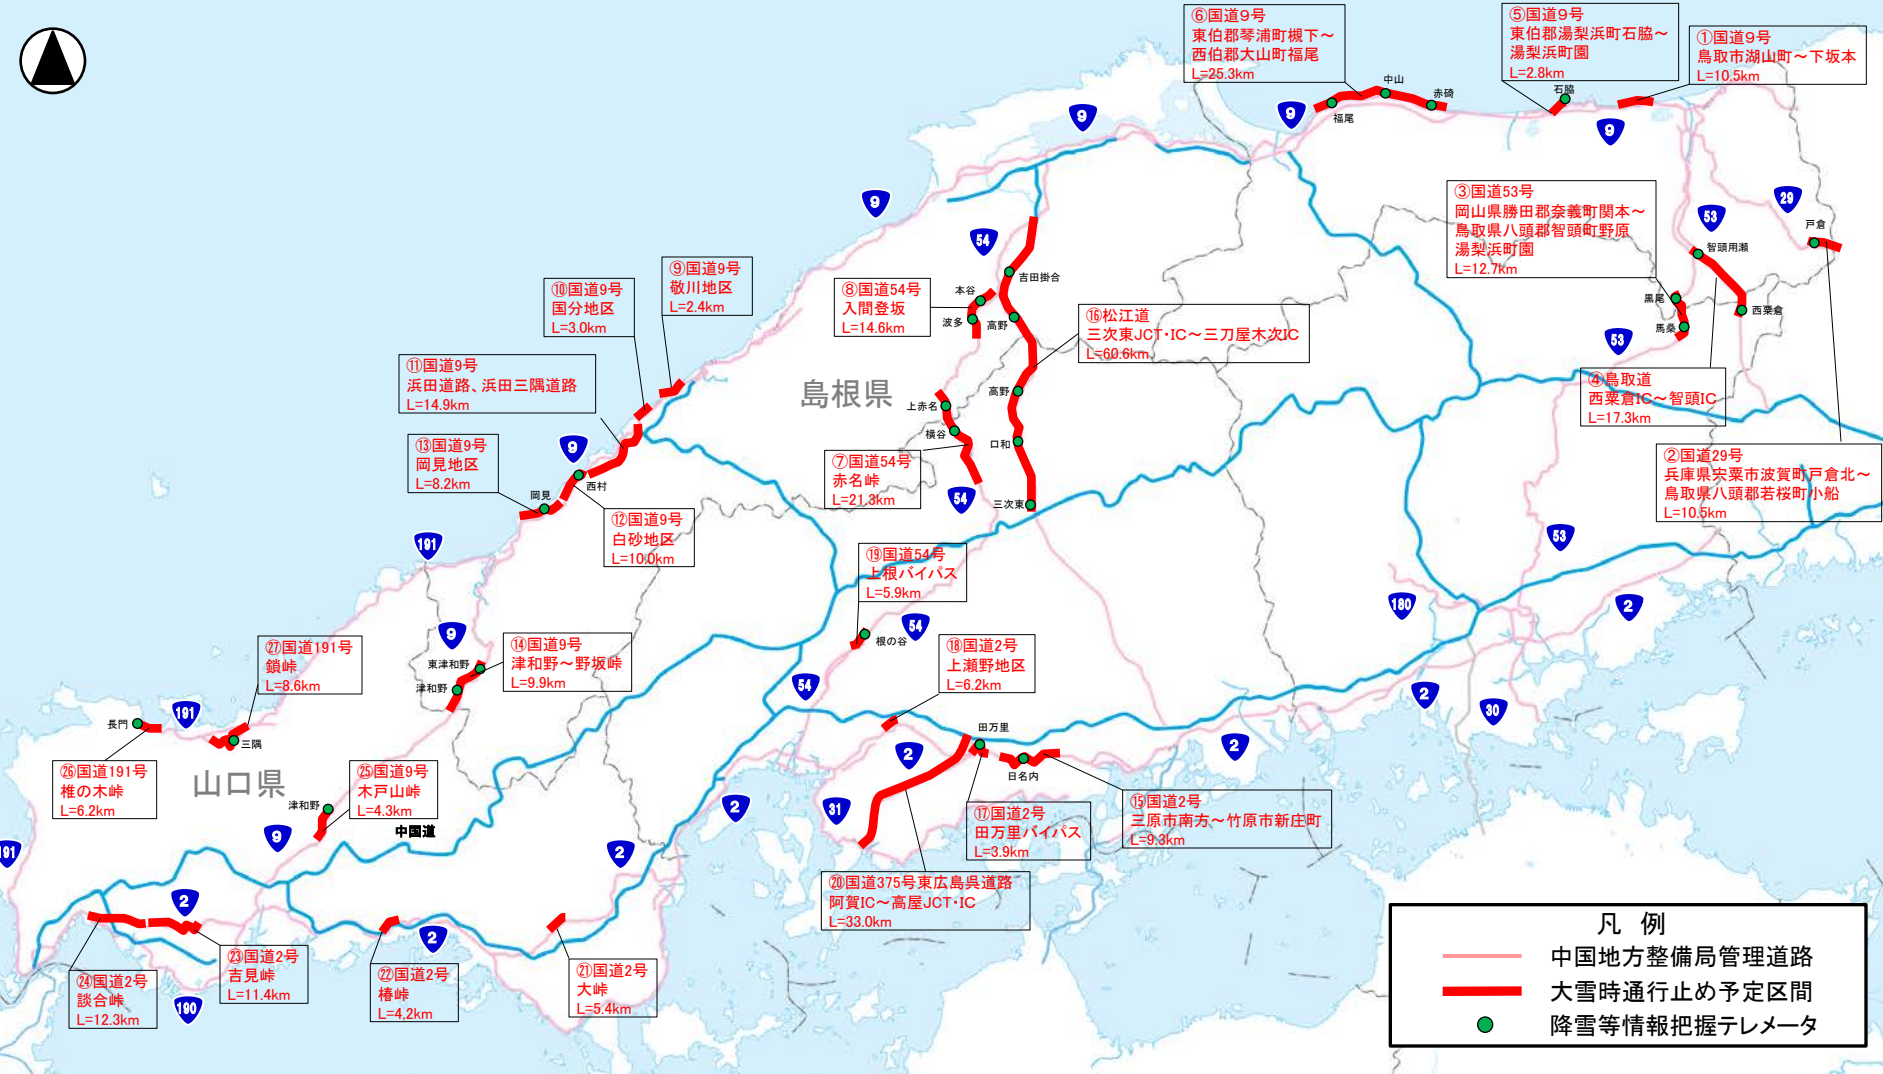 ⑥国道9号
東伯郡琴浦町槻下～
西伯郡大山町福尾
L=25.3km
⑤国道9号
東伯郡湯梨浜町石脇～
湯梨浜町園
L=2.8km
①国道9号
鳥取市湖山町～下坂本
L=10.5km
中山
赤碕
福尾
石脇
9
9
9
9
③国道53号
岡山県勝田郡奈義町関本～
鳥取県八頭郡智頭町野原
湯梨浜町園
L=12.7km
53
29
戸倉
智頭用瀬
黒尾
馬桑
西粟倉
53
54
吉田掛合
本谷
波多
高野
⑧国道54号
入間登坂
L=14.6km
⑨国道9号
敬川地区
L=2.4km
⑩国道9号
国分地区
L=3.0km
⑯松江道
三次東JCT・IC～三刀屋木次IC
L=60.6km
⑪国道9号
浜田道路、浜田三隅道路
L=14.9km
島根県
④鳥取道
西粟倉IC～智頭IC
L=17.3km
上赤名
横谷
高野
口和
三次東
⑬国道9号
岡見地区
L=8.2km
9
西村
岡見
⑦国道54号
赤名峠
L=21.3km
54
②国道29号
兵庫県宍粟市波賀町戸倉北～
鳥取県八頭郡若桜町小船
L=10.5km
⑫国道9号
白砂地区
L=10.0km
191
53
⑲国道54号
上根バイパス
L=5.9km
180
2
54
根の谷
9
東津和野
津和野
⑭国道9号
津和野～野坂峠
L=9.9km
⑱国道2号
上瀬野地区
L=6.2km
㉗国道191号
鎖峠
L=8.6km
54
2
30
長門
191
三隅
田万里
2
2
日名内
㉖国道191号
椎の木峠
L=6.2km
山口県
㉕国道9号
木戸山峠
L=4.3km
津和野
中国道
9
31
2
⑰国道2号
田万里バイパス
L=3.9km
⑮国道2号
三原市南方～竹原市新庄町
L=9.3km
191
2
⑳国道375号東広島呉道路
阿賀IC～高屋JCT・IC
L=33.0km
2
2
㉓国道2号
吉見峠
L=11.4km
㉔国道2号
談合峠
L=12.3km
190
㉒国道2号
椿峠
L=4.2km
㉑国道2号
大峠
L=5.4km
凡 例
中国地方整備局管理道路
大雪時通行止め予定区間
降雪等情報把握テレメータ